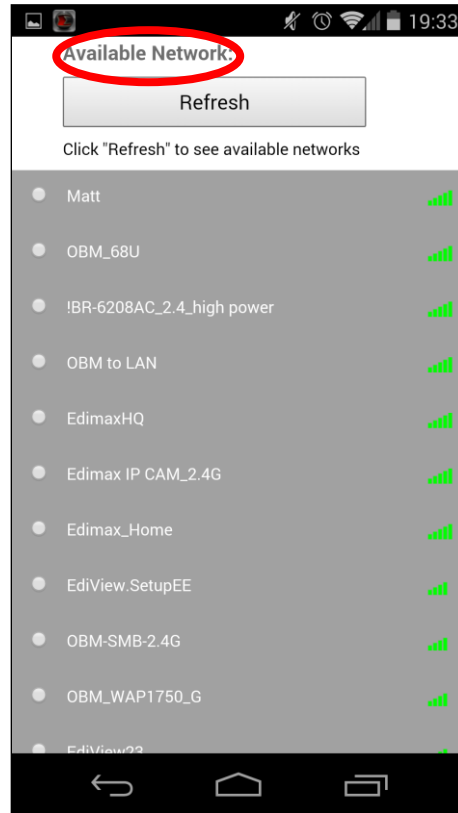 19:33
Available Network:
Refresh
Click "Refresh" to see available networks
Matt
OBM_68U
!BR-6208AC_2.4_high power
OBM to LAN
EdimaxHQ
Edimax IP CAM_2.4G
Edimax_Home
EdiView.SetupEE
OBM-SMB-2.4G
OBM_WAP1750_G
EdiView23